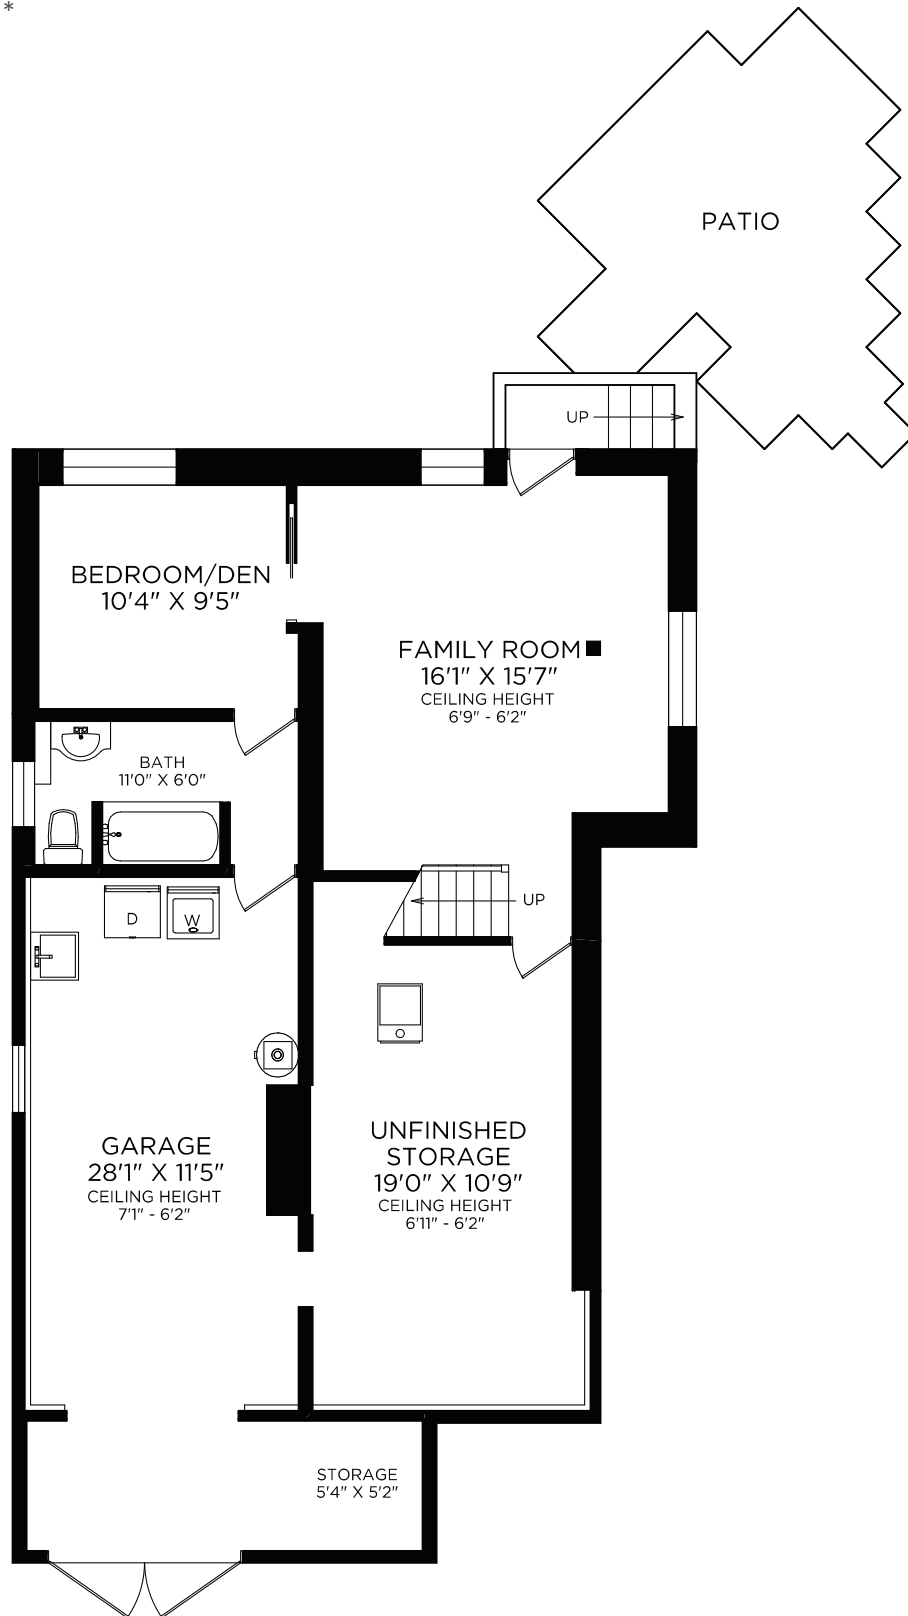 *
PATIO
UP
BEDROOM/DEN
10'4" X 9'5"
FAMILY ROOM
16'1" X 15'7"
CEILING HEIGHT
6'9" - 6'2"
BATH
11'0" X 6'0"
UP
D
W
GARAGE
28'1" X 11'5"
CEILING HEIGHT
7'1" - 6'2"
UNFINISHED
STORAGE
19'0" X 10'9"
CEILING HEIGHT
6'11" - 6'2"
STORAGE
5'4" X 5'2"